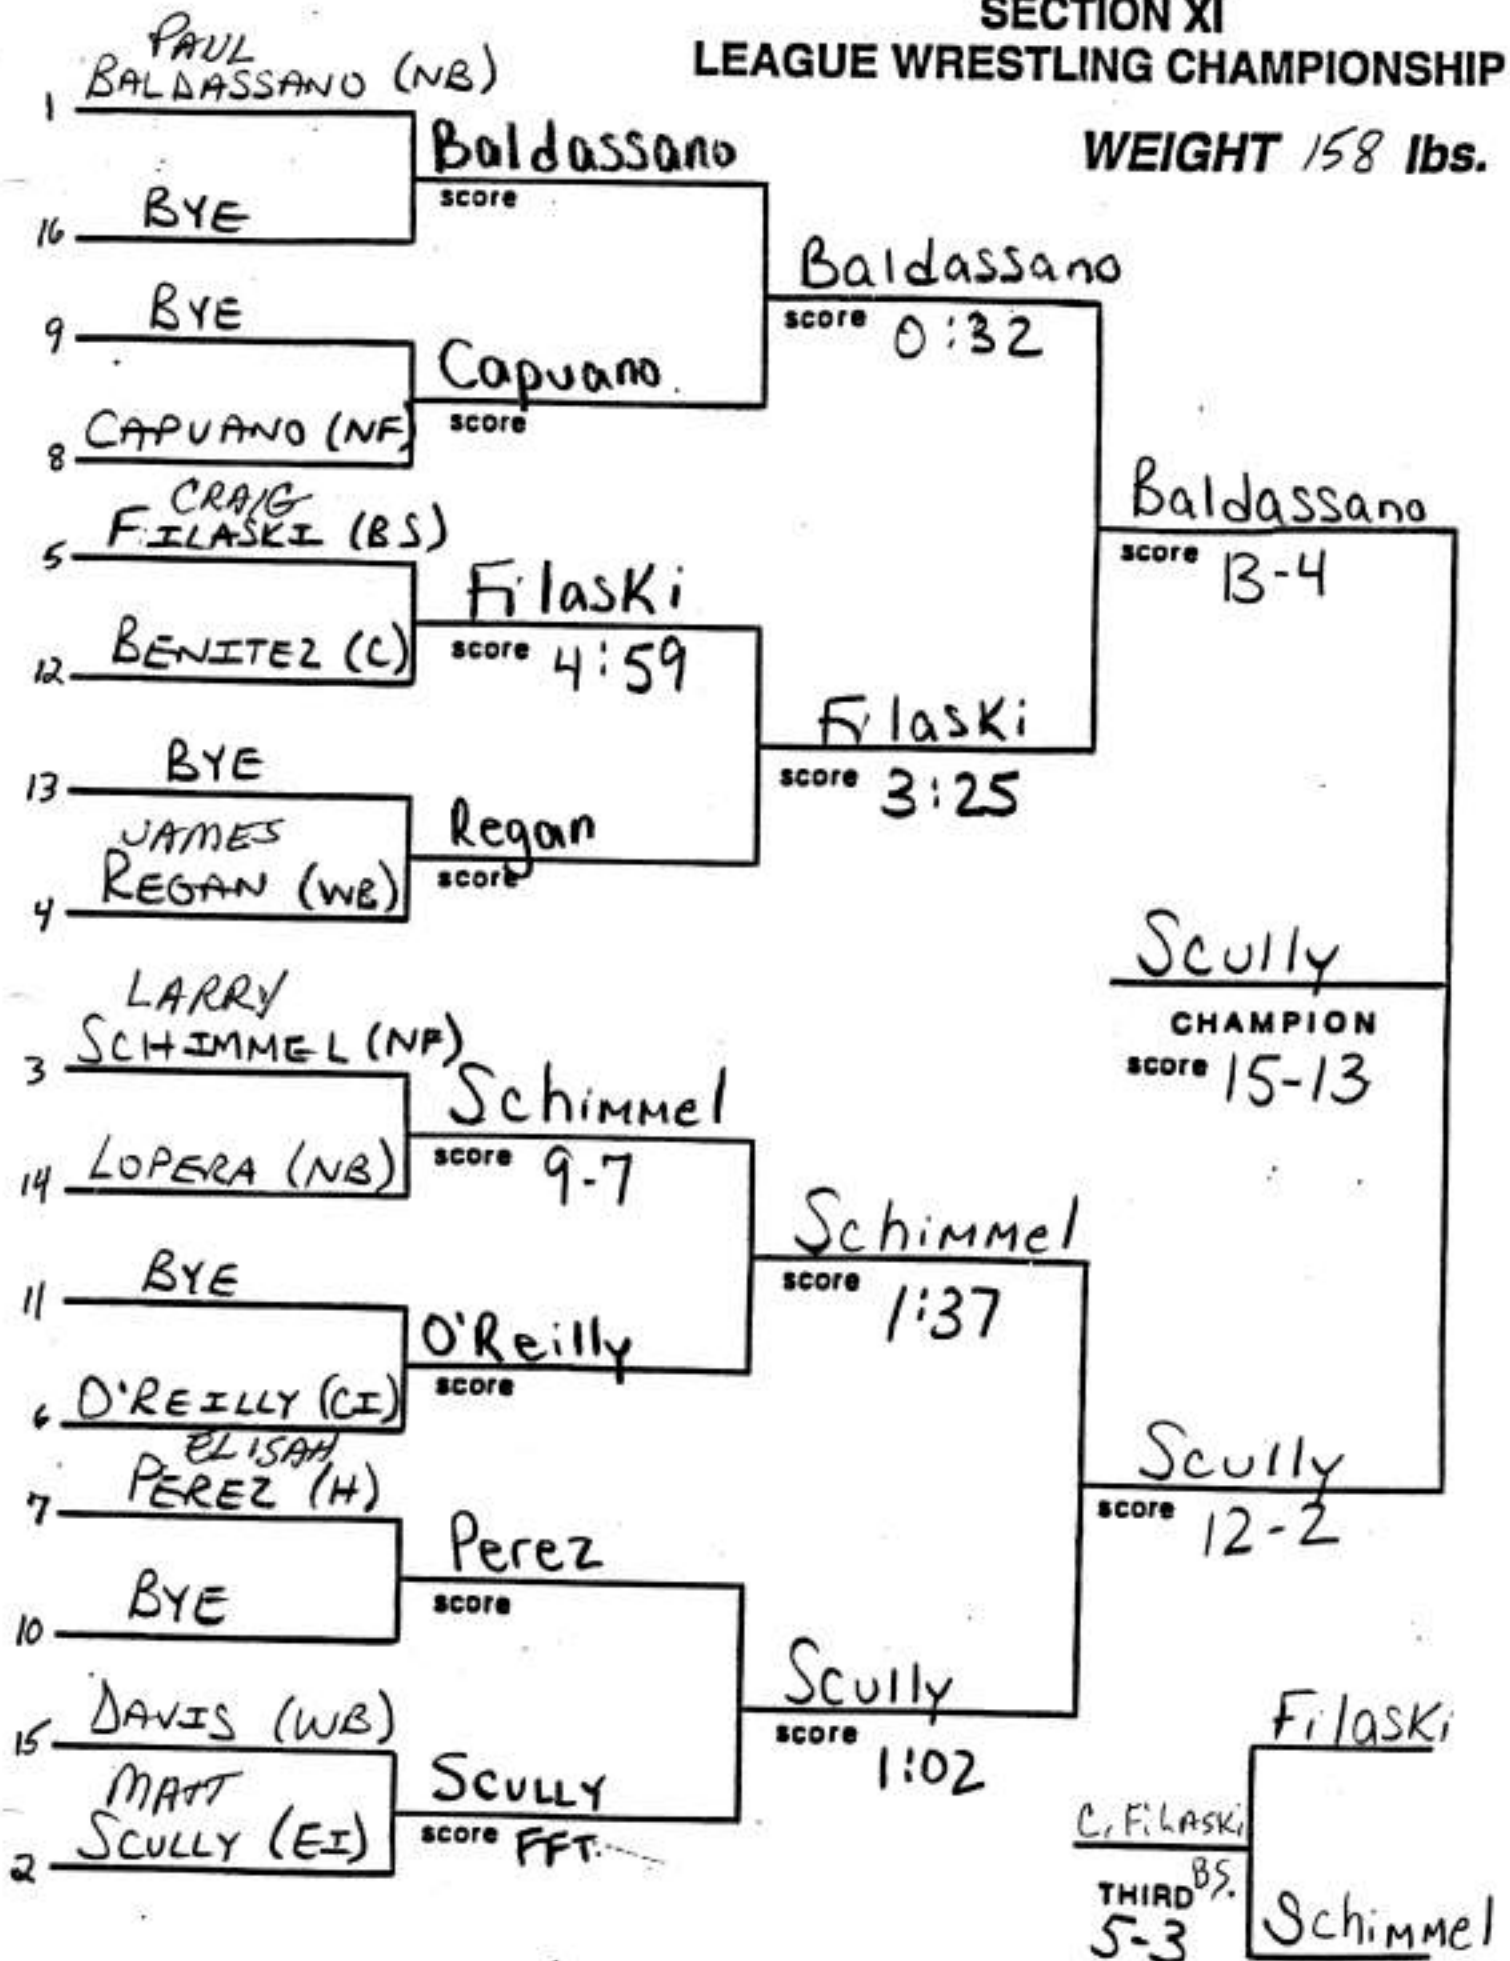 SECTION XI
LEAGUE WRESTLING CHAMPIONSHIP
WEIGHT 158 lbs.
PAUL
1 BALDASSANO (NB)
Baldassano
score
16 BYE
Baldassano
score 0:32
9 BYE
Capuano
score
8 CAPUANO (NF)
Baldassano
score 13-4
CRAIG
5 FILASKI (BS)
Filaski
score 4:59
12 BENITEZ (C)
Filaski
score 3:25
13 BYE
JAMES
Regan
score
4 REGAN (WB)
Scully
CHAMPION
score 15-13
LARRY
3 SCHIMMEL (NF)
Schimmel
score 9-7
14 LOPERA (NB)
Schimmel
score 1:37
11 BYE
O'Reilly
score
6 O'REILLY (CI)
Scully
score 12-2
ELISAH
7 PEREZ (H)
Perez
score
10 BYE
Scully
score 1:02
15 DAVIS (WB)
MATT
SCULLY
score FFT.
2 SCULLY (EI)
Filaski
C. FILASKI
BS.
THIRD
5-3
Schimmel